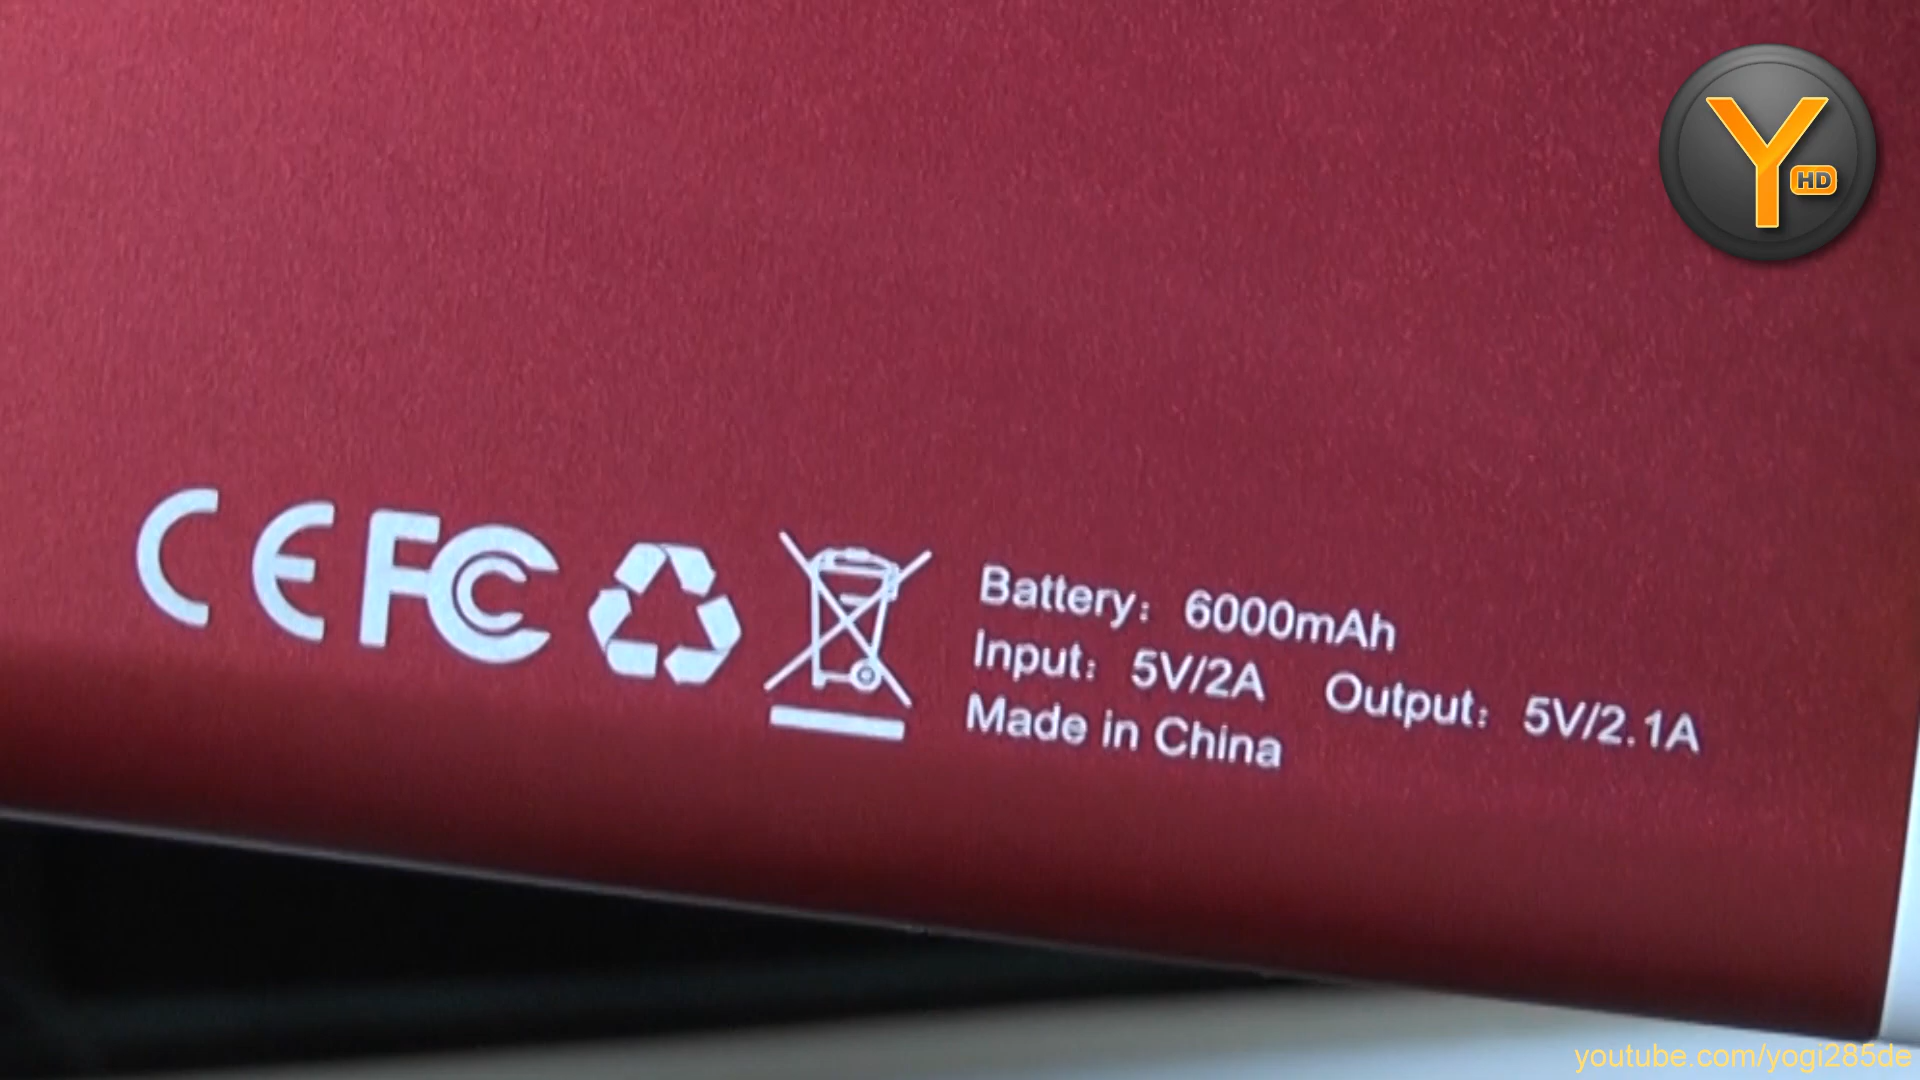 Y HD
CE FC Battery: 6000mAh
Input: 5V/2A Output: 5V/2.1A
Made in China
youtube.com/yogi285de